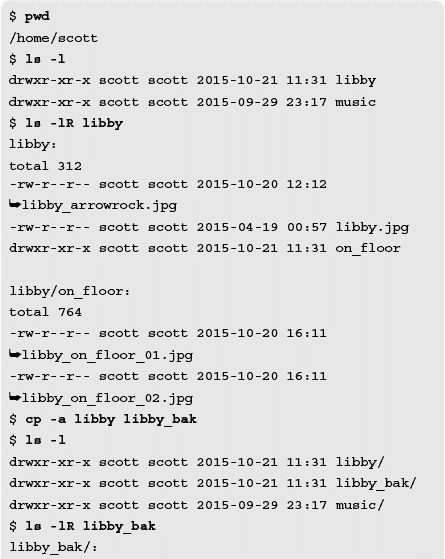 $ pwd
/home/scott
$ ls -l
drwxr-xr-x scott scott 2015-10-21 11:31 libby
drwxr-xr-x scott scott 2015-09-29 23:17 music
$ ls -lR libby
libby:
total 312
-rw-r--r-- scott scott 2015-10-20 12:12
➥libby_arrowrock.jpg
-rw-r--r-- scott scott 2015-04-19 00:57 libby.jpg
drwxr-xr-x scott scott 2015-10-21 11:31 on_floor

libby/on_floor:
total 764
-rw-r--r-- scott scott 2015-10-20 16:11
➥libby_on_floor_01.jpg
-rw-r--r-- scott scott 2015-10-20 16:11
➥libby_on_floor_02.jpg
$ cp -a libby libby_bak
$ ls -l
drwxr-xr-x scott scott 2015-10-21 11:31 libby/
drwxr-xr-x scott scott 2015-10-21 11:31 libby_bak/
drwxr-xr-x scott scott 2015-09-29 23:17 music/
$ ls -lR libby_bak
libby_bak/: